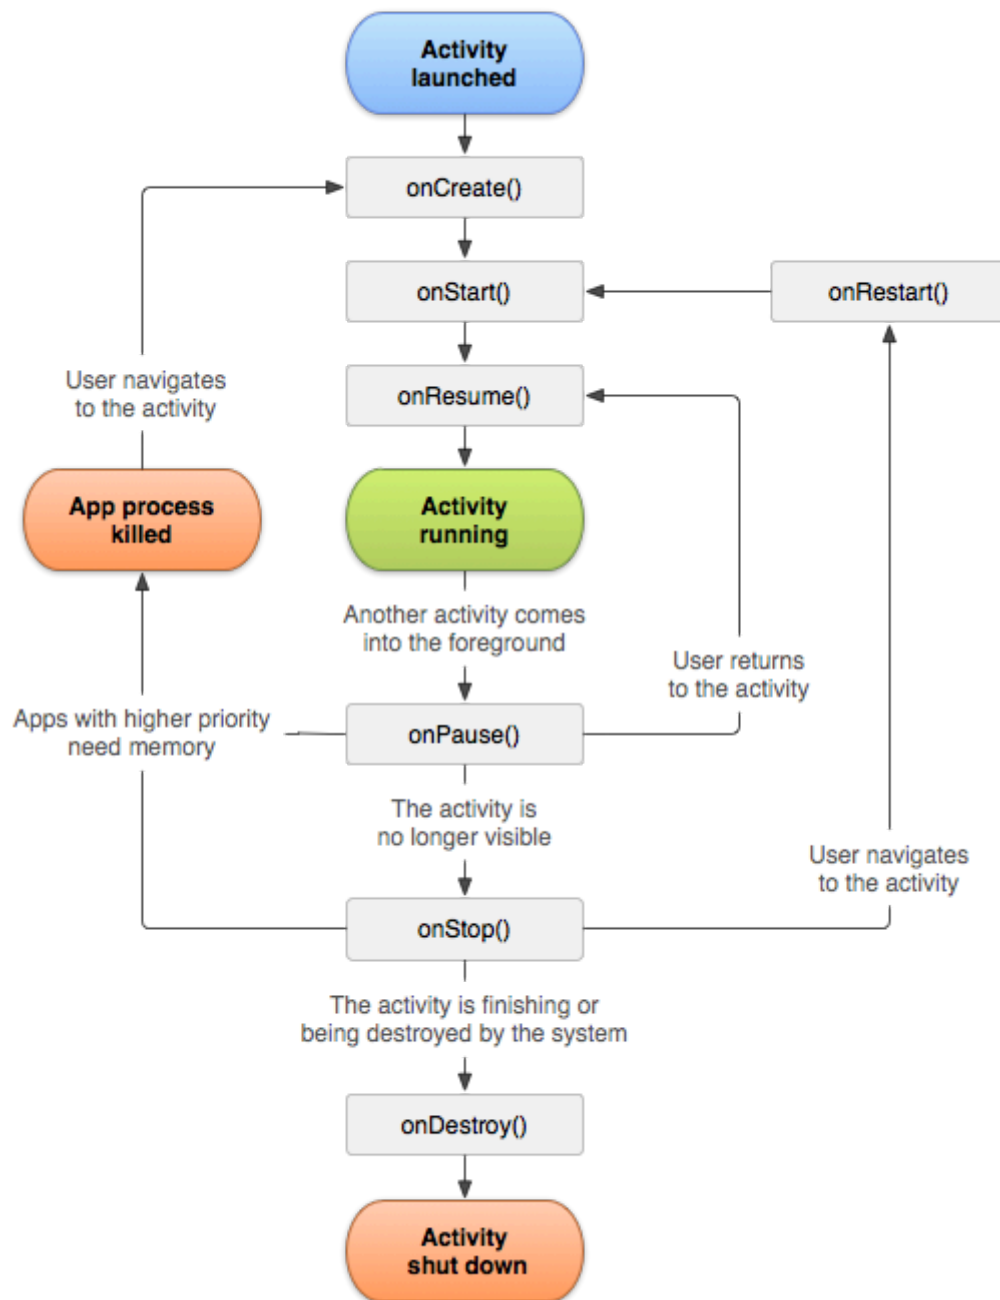 Activity
launched
onCreate()
onStart()
onRestart()
onResume()
User navigates
to the activity
App process
killed
Activity
running
Another activity comes
into the foreground
User returns
to the activity
Apps with higher priority
need memory
onPause()
The activity is
no longer visible
User navigates
to the activity
onStop()
The activity is finishing or
being destroyed by the system
onDestroy()
Activity
shut down